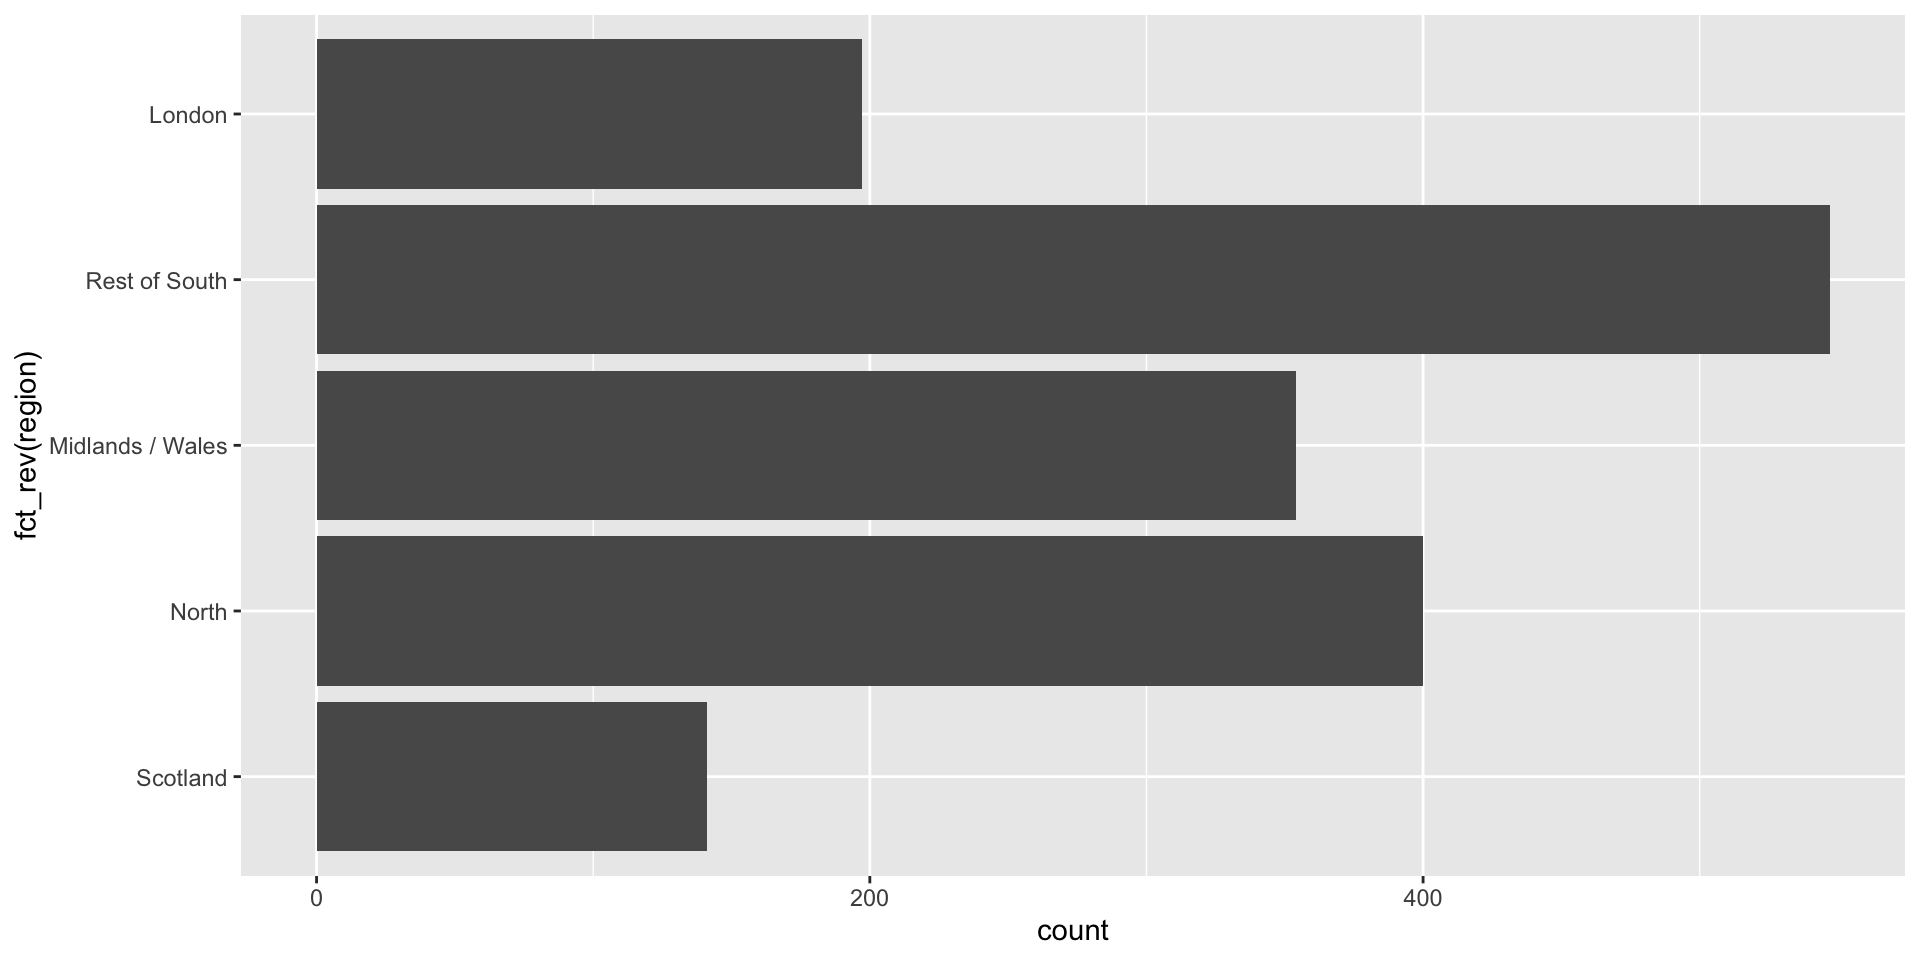 London
Rest of South
Midlands / Wales
North
Scotland
fct_rev(region)
0 200 400
count